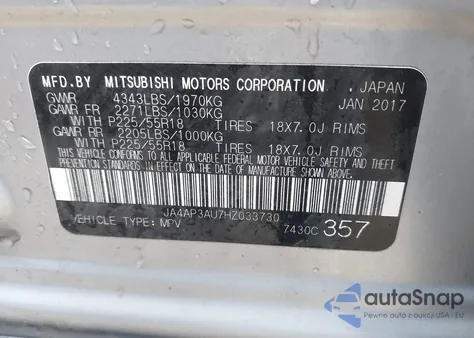 MFD.BY MITSUBISHI MOTORS CORPORATION, JAPAN
GVWR 4343LBS/1970KG JAN 2017
GAWR FR 2271LBS/1030KG
WITH P225/55R18 TIRES 18X7.0J RIMS
GAWR RR 2205LBS/1000KG
WITH P225/55R18 TIRES 18X7.0J RIMS
THIS VEHICLE CONFORMS TO ALL APPLICABLE FEDERAL MOTOR VEHICLE
SAFETY, BUMPER AND THEFT PREVENTION STANDARDS IN EFFECT ON
THE DATE OF MANUFACTURE SHOWN ABOVE.
JA4AP3AU7HZ033730
VEHICLE TYPE: MPV 7430C 357
autoSnap
Pewne auta z aukcji USA i EU